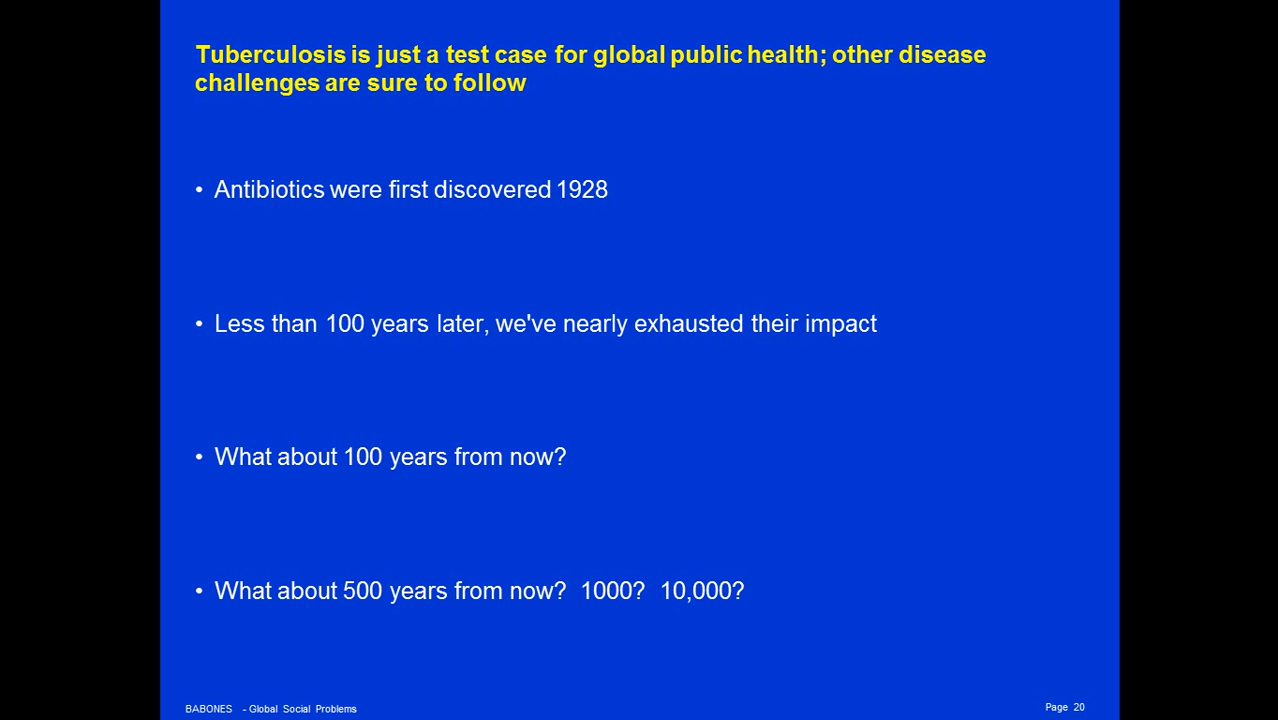 Tuberculosis is just a test case for global public health; other disease
challenges are sure to follow
• Antibiotics were first discovered 1928
• Less than 100 years later, we've nearly exhausted their impact
• What about 100 years from now?
• What about 500 years from now?  1000?  10,000?
BABONES - Global Social Problems
Page 20